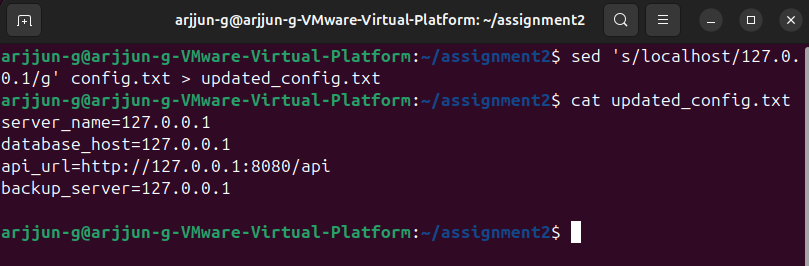 arjjun-g@arjjun-g-VMware-Virtual-Platform: ~/assignment2
arjjun-g@arjjun-g-VMware-Virtual-Platform:~/assignment2$ sed 's/localhost/127.0.
0.1/g' config.txt > updated_config.txt
arjjun-g@arjjun-g-VMware-Virtual-Platform:~/assignment2$ cat updated_config.txt
server_name=127.0.0.1
database_host=127.0.0.1
api_url=http://127.0.0.1:8080/api
backup_server=127.0.0.1
arjjun-g@arjjun-g-VMware-Virtual-Platform:~/assignment2$